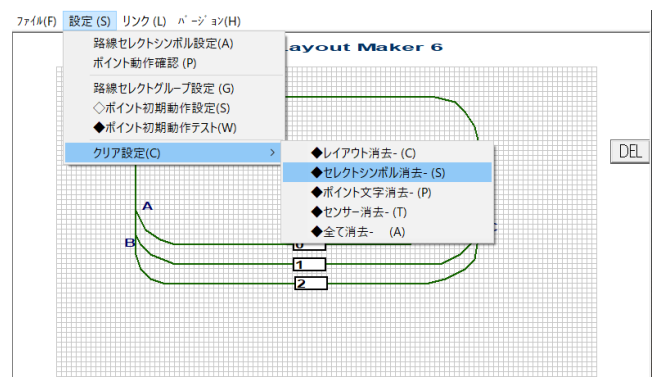 ファイル(F) 設定(S) リンク(L) バージョン(H)
ayout Maker 6
路線セレクトシンボル設定(A)
ポイント動作確認 (P)
路線セレクトグループ設定 (G)
◇ポイント初期動作設定(S)
◆ポイント初期動作テスト(W)
クリア設定(C) >
◆レイアウト消去- (C)
◆セレクトシンボル消去- (S)
◆ポイント文字消去- (P)
◆センサー消去- (T)
◆全て消去- (A)
DEL
A
B
0
1
2